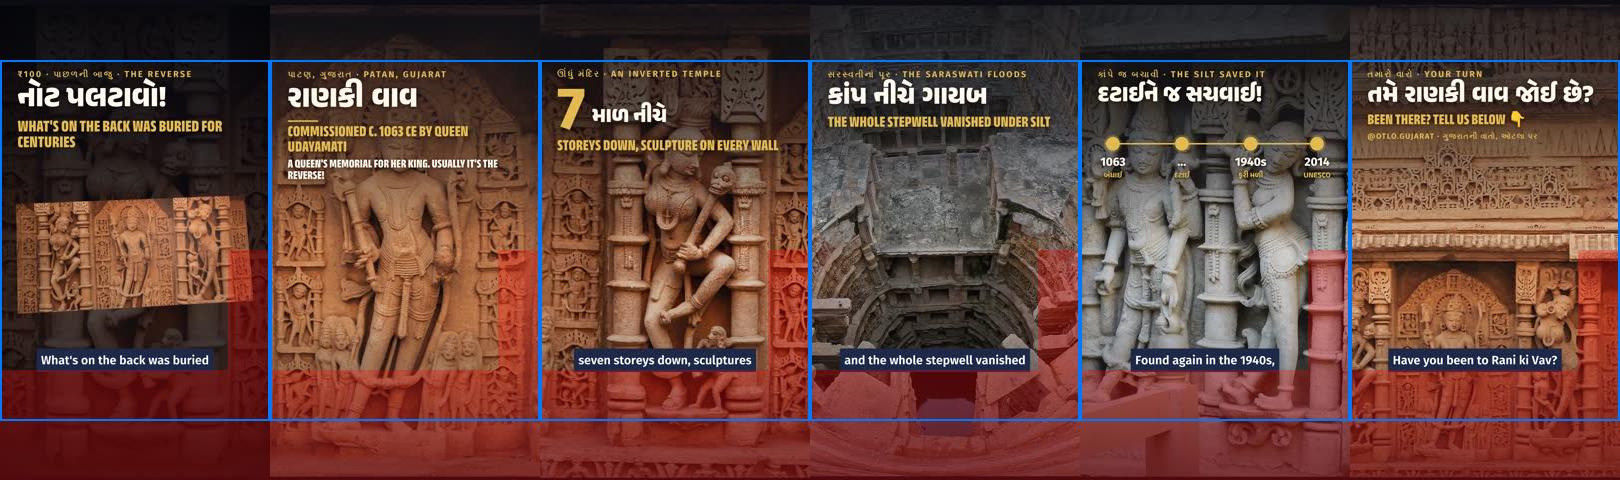 ₹100 · પાછળની બાજુ · THE REVERSE
નોટ પલટાવો!
WHAT'S ON THE BACK WAS BURIED FOR
CENTURIES
What's on the back was buried
પાટણ, ગુજરાત · PATAN, GUJARAT
રાણકી વાવ
COMMISSIONED C. 1063 CE BY QUEEN
UDAYAMATI
A QUEEN'S MEMORIAL FOR HER KING. USUALLY IT'S THE
REVERSE!
ઊંધું મંદિર · AN INVERTED TEMPLE
7 માળ નીચે
STOREYS DOWN, SCULPTURE ON EVERY WALL
seven storeys down, sculptures
સરસ્વતીનાં પૂર · THE SARASWATI FLOODS
કાંપ નીચે ગાયબ
THE WHOLE STEPWELL VANISHED UNDER SILT
and the whole stepwell vanished
કાંપે જ બચાવી · THE SILT SAVED IT
દટાઈને જ સચવાઈ!
1063 ... 1940s 2014
બંધાઈ દટાઈ ફરી મળી UNESCO
Found again in the 1940s,
તમારો વારો · YOUR TURN
તમે રાણકી વાવ જોઈ છે?
BEEN THERE? TELL US BELOW 👇
@OTLO.GUJARAT · ગુજરાતની વાતો, ઓટલા પર
Have you been to Rani ki Vav?